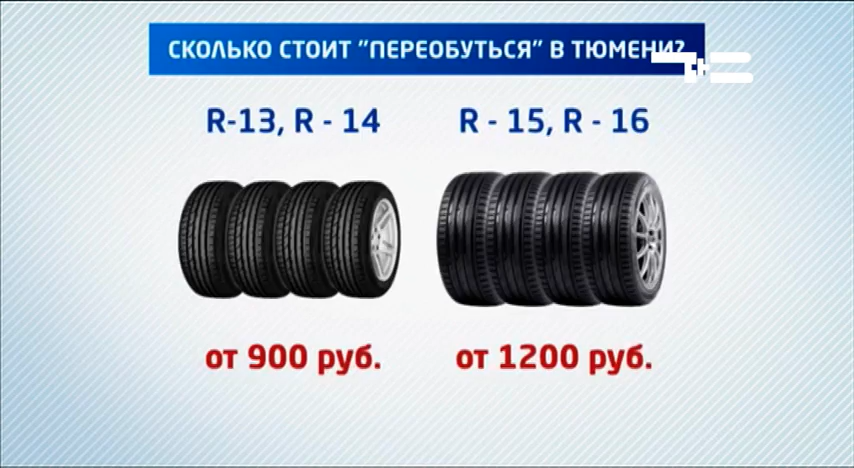 СКОЛЬКО СТОИТ "ПЕРЕОБУТЬСЯ" В ТЮМЕНИ?
R-13, R - 14
R - 15, R - 16
от 900 руб.
от 1200 руб.